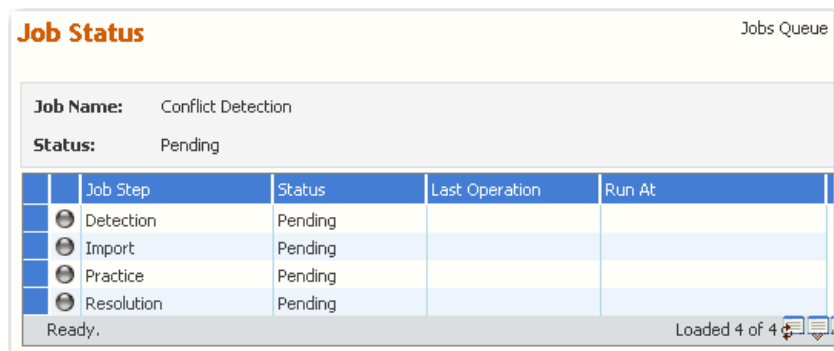 Job Status
Jobs Queue
Job Name: Conflict Detection
Status: Pending
Job Step Status Last Operation Run At
Detection Pending
Import Pending
Practice Pending
Resolution Pending
Ready. Loaded 4 of 4